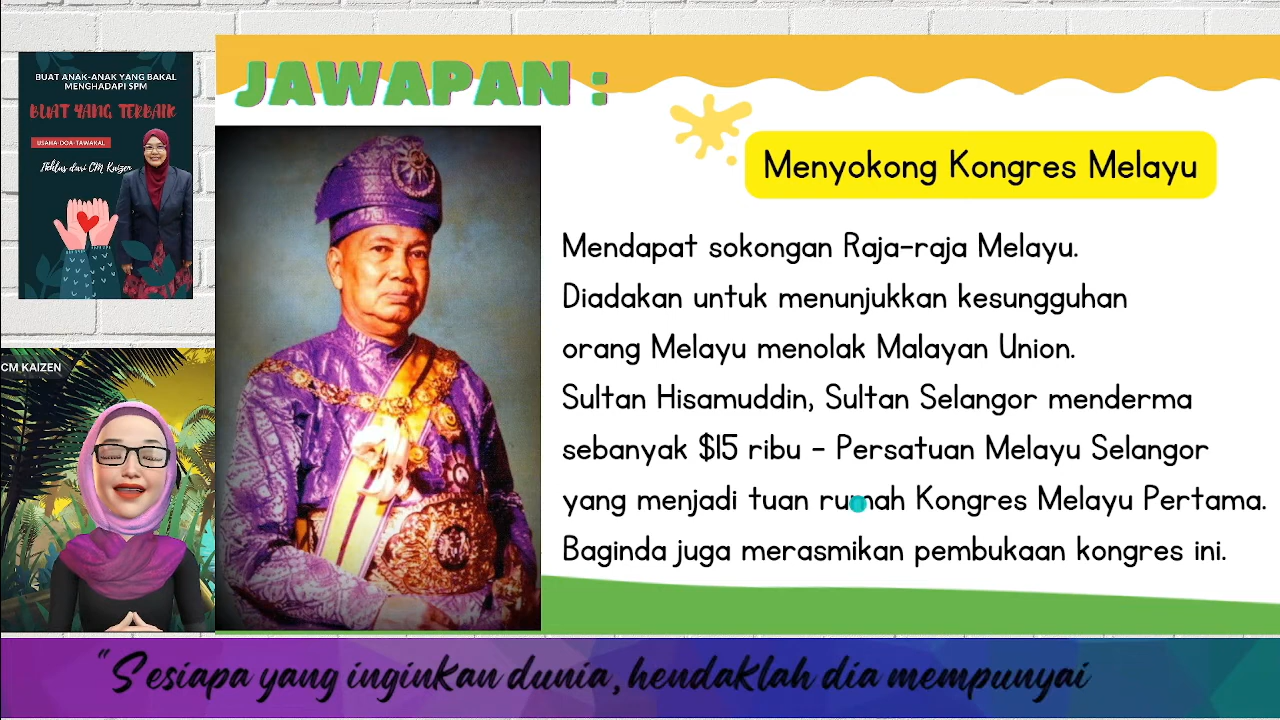 BUAT ANAK-ANAK YANG BAKAL
MENGHADAPI SPM
BUAT YANG TERBAIK
USAHA-DOA-TAWAKAL
Ikhlas dari CM Kaizen
CM KAIZEN
JAWAPAN :
Menyokong Kongres Melayu
Mendapat sokongan Raja-raja Melayu.
Diadakan untuk menunjukkan kesungguhan
orang Melayu menolak Malayan Union.
Sultan Hisamuddin, Sultan Selangor menderma
sebanyak $15 ribu - Persatuan Melayu Selangor
yang menjadi tuan rumah Kongres Melayu Pertama.
Baginda juga merasmikan pembukaan kongres ini.
"Sesiapa yang inginkan dunia, hendaklah dia mempunyai